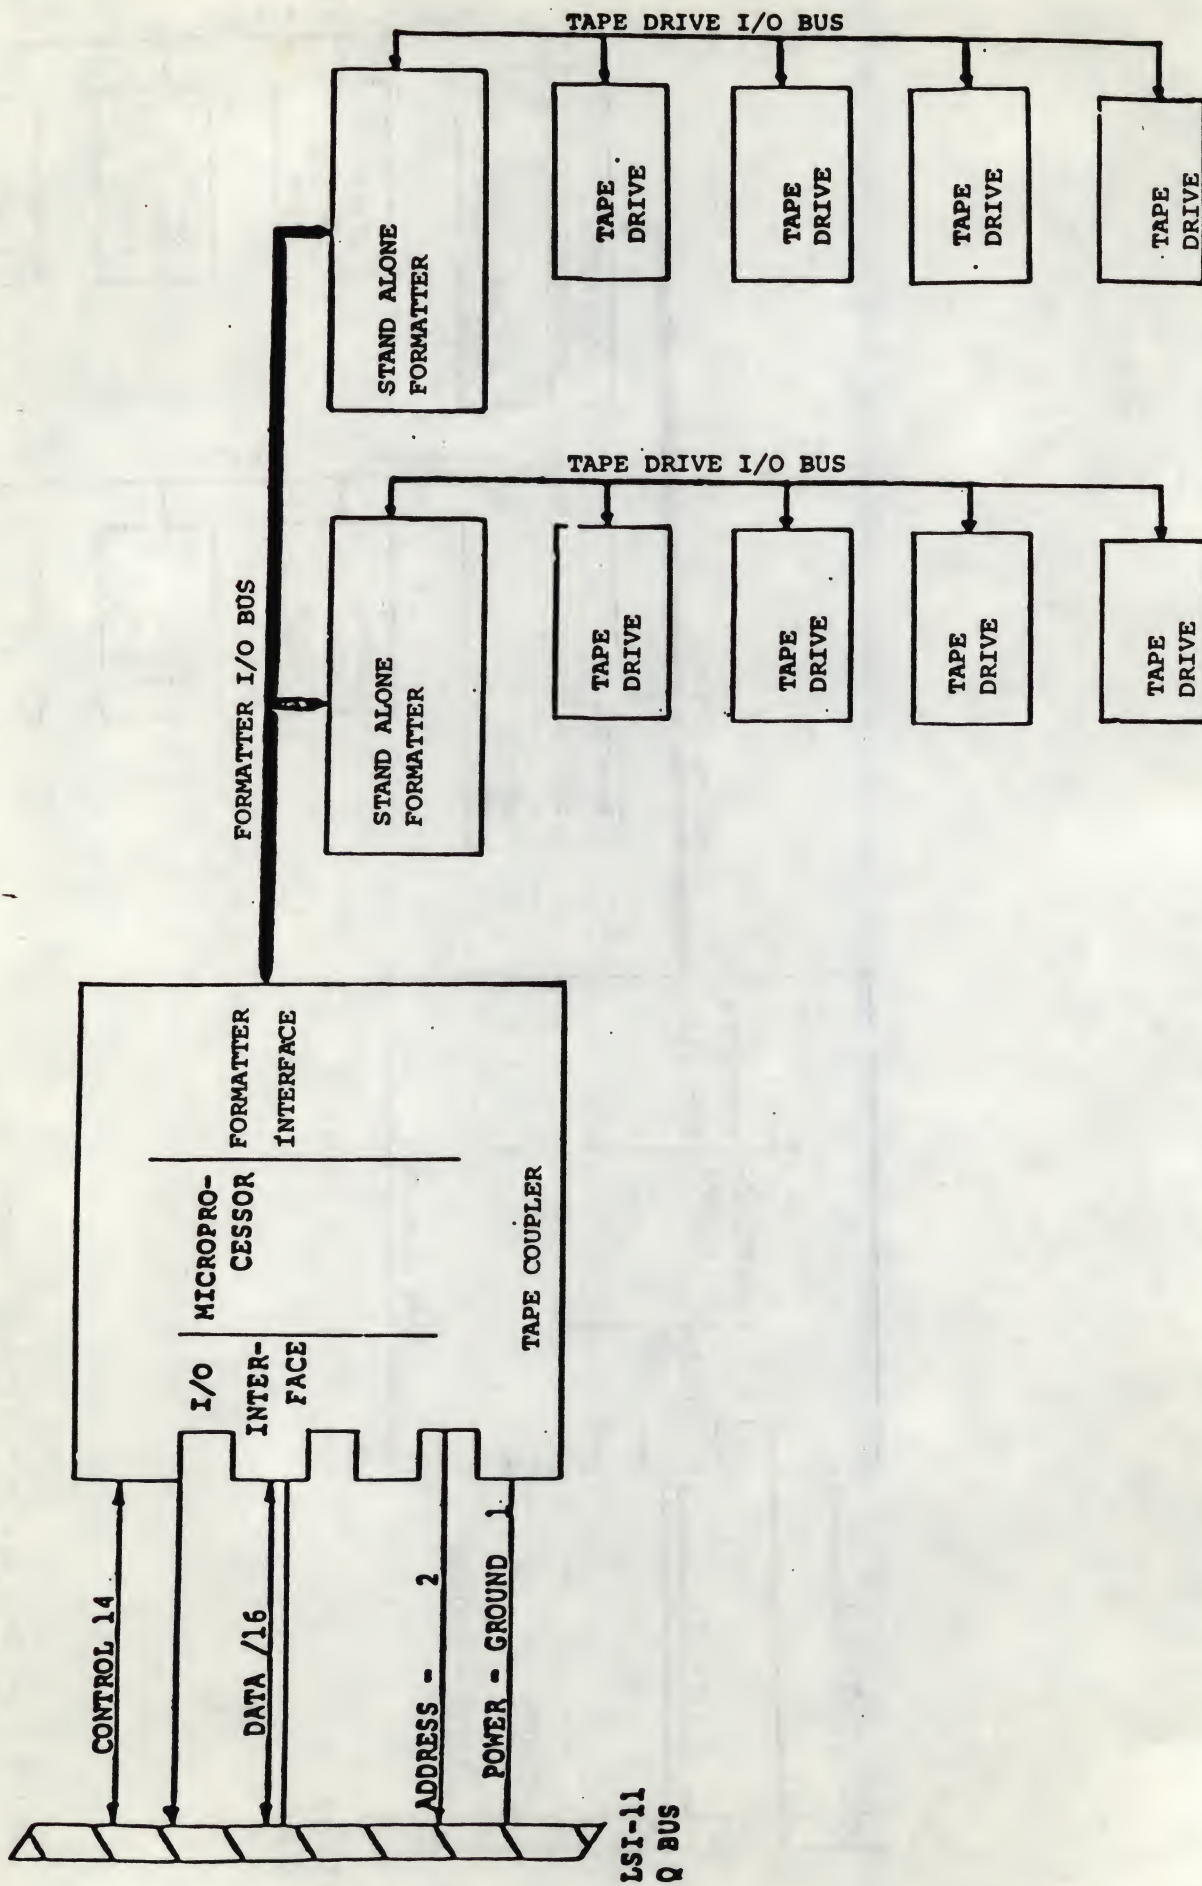 LSI-11
Q BUS
CONTROL 14
DATA /16
ADDRESS - 2
POWER - GROUND 1
I/O
INTER-
FACE
MICROPRO-
CESSOR
FORMATTER
INTERFACE
TAPE COUPLER
FORMATTER I/O BUS
STAND ALONE
FORMATTER
TAPE DRIVE I/O BUS
TAPE
DRIVE
TAPE
DRIVE
TAPE
DRIVE
TAPE
DRIVE
STAND ALONE
FORMATTER
TAPE DRIVE I/O BUS
TAPE
DRIVE
TAPE
DRIVE
TAPE
DRIVE
TAPE
DRIVE